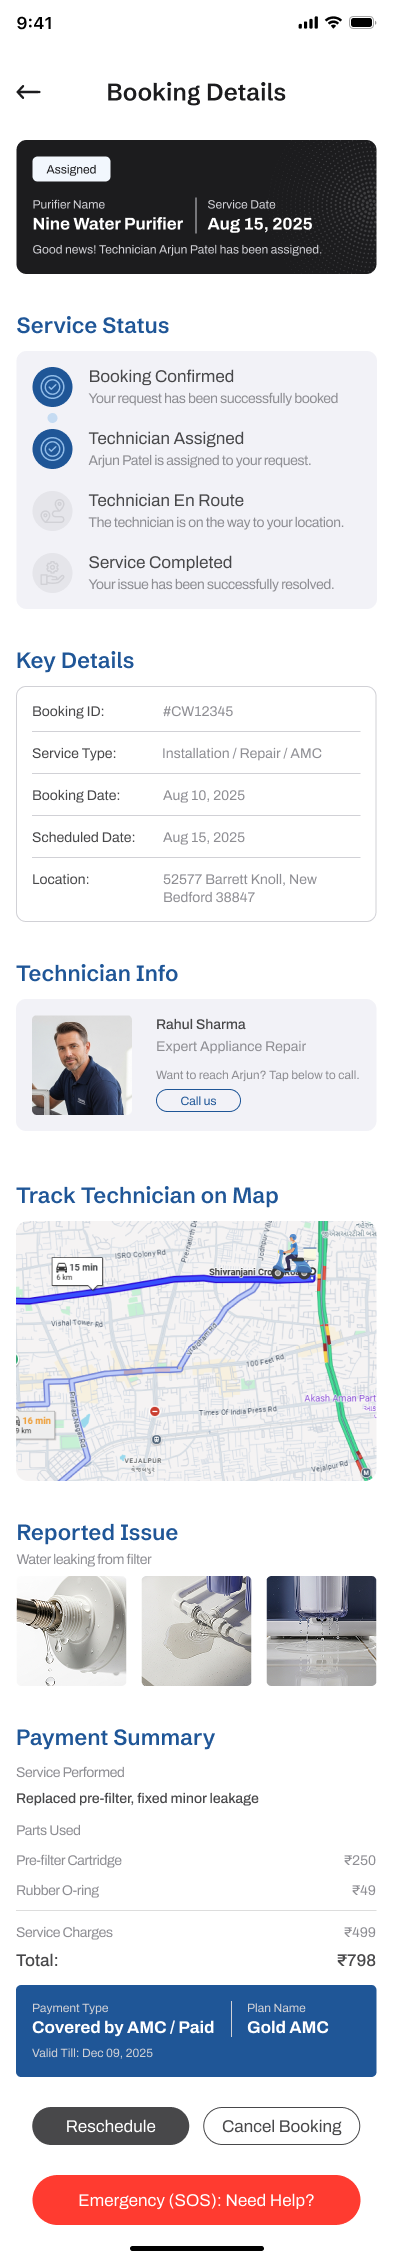 9:41
Booking Details
Assigned
Purifier Name
Nine Water Purifier
Service Date
Aug 15, 2025
Good news! Technician Arjun Patel has been assigned.
Service Status
Booking Confirmed
Your request has been successfully booked
Technician Assigned
Arjun Patel is assigned to your request.
Technician En Route
The technician is on the way to your location.
Service Completed
Your issue has been successfully resolved.
Key Details
Booking ID: #CW12345
Service Type: Installation / Repair / AMC
Booking Date: Aug 10, 2025
Scheduled Date: Aug 15, 2025
Location: 52577 Barrett Knoll, New
Bedford 38847
Technician Info
Rahul Sharma
Expert Appliance Repair
Want to reach Arjun? Tap below to call.
Call us
Track Technician on Map
ISRO Colony Rd
15 min
6 km
Shivranjani
Vishal Tower Rd
100 Feet Rd
Akash Aman Part
Times Of India Press Rd
16 min
9 km
VEJALPUR
વેજલપુર
Vejalpur Rd
Reported Issue
Water leaking from filter
Payment Summary
Service Performed
Replaced pre-filter, fixed minor leakage
Parts Used
Pre-filter Cartridge ₹250
Rubber O-ring ₹49
Service Charges ₹499
Total: ₹798
Payment Type
Covered by AMC / Paid
Plan Name
Gold AMC
Valid Till: Dec 09, 2025
Reschedule
Cancel Booking
Emergency (SOS): Need Help?